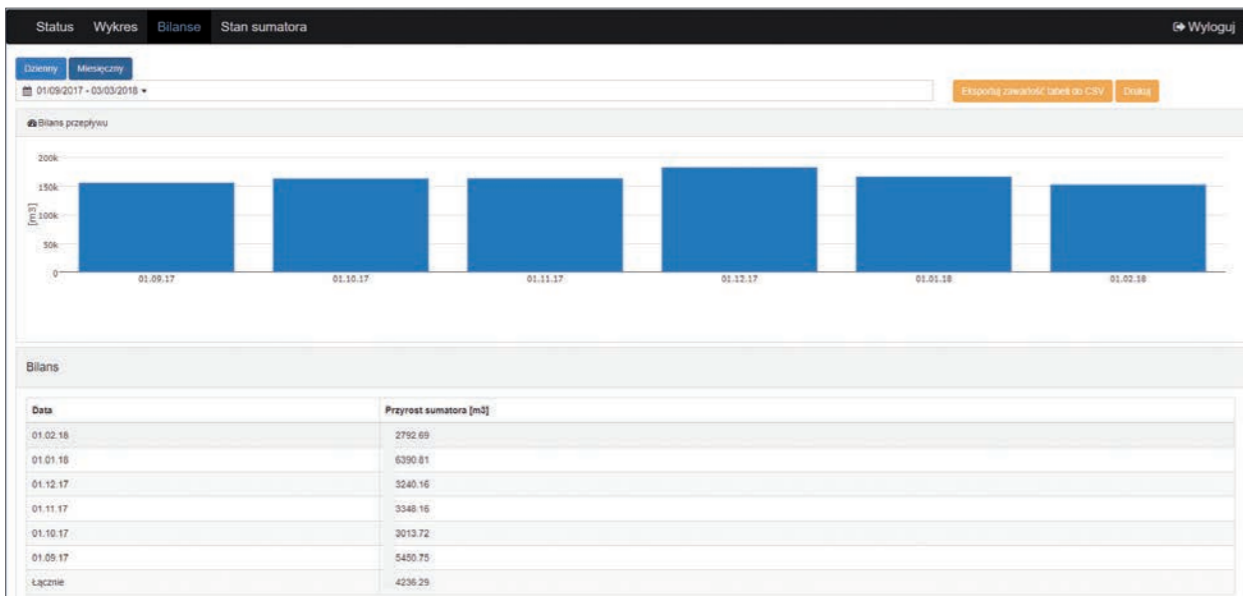 Status Wykres Bilanse Stan sumatora Wyloguj
Dzienny Miesięczny
01/09/2017 - 03/03/2018
Eksportuj zawartość tabeli do CSV Drukuj
Bilans przepływu
200k
150k
100k
50k
0
[m3]
01.09.17 01.10.17 01.11.17 01.12.17 01.01.18 01.02.18
Bilans
Data Przyrost sumatora [m3]
01.02.18 2792.69
01.01.18 6390.81
01.12.17 3240.16
01.11.17 3348.16
01.10.17 3013.72
01.09.17 5450.75
Łącznie 4236.29